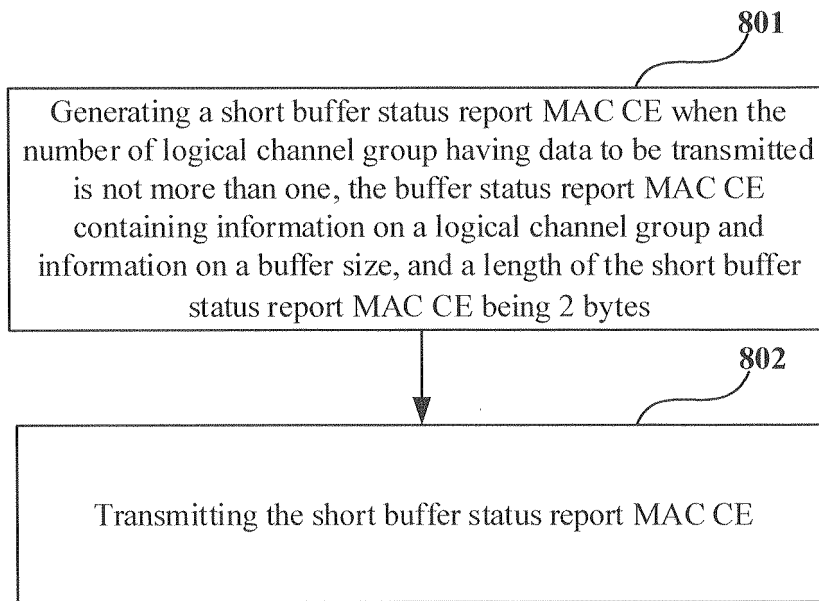 801
Generating a short buffer status report MAC CE when the
number of logical channel group having data to be transmitted
is not more than one, the buffer status report MAC CE
containing information on a logical channel group and
information on a buffer size, and a length of the short buffer
status report MAC CE being 2 bytes
802
Transmitting the short buffer status report MAC CE